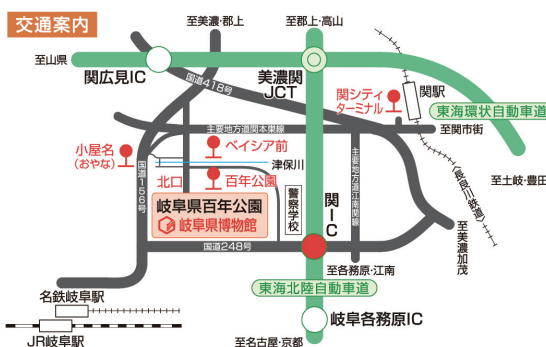 交通案内
至美濃・郡上
至郡上・高山
至山県
関広見IC
美濃関
JCT
国道418号
関シティ
ターミナル
関駅
東海環状自動車道
主要地方道関本巣線
至関市街
小屋名
(おやな)
ベイシア前
津保川
北口
百年公園
国道156号
主要地方道江南関線
〈長良川鉄道〉
至土岐・豊田
岐阜県百年公園
岐阜県博物館
警察学校
関IC
国道248号
至美濃加茂
至各務原・江南
名鉄岐阜駅
東海北陸自動車道
岐阜各務原IC
JR岐阜駅
至名古屋・京都